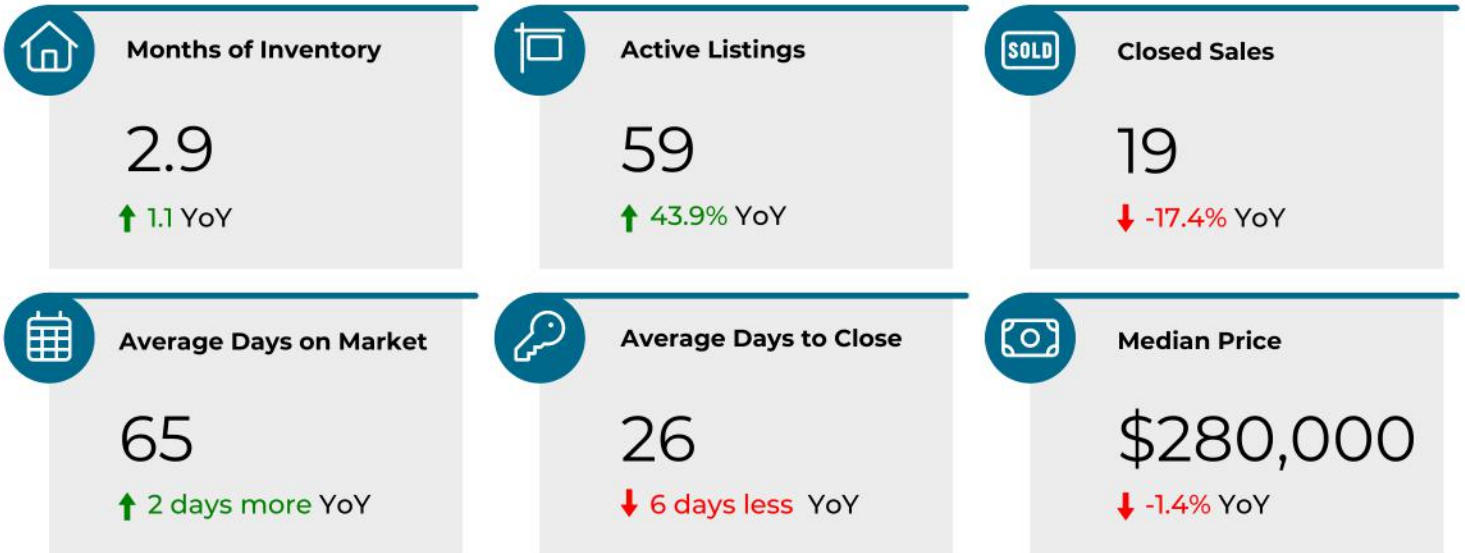 Months of Inventory
2.9
1.1 YoY
Active Listings
59
43.9% YoY
SOLD
Closed Sales
19
-17.4% YoY
Average Days on Market
65
2 days more YoY
Average Days to Close
26
6 days less YoY
Median Price
$280,000
-1.4% YoY